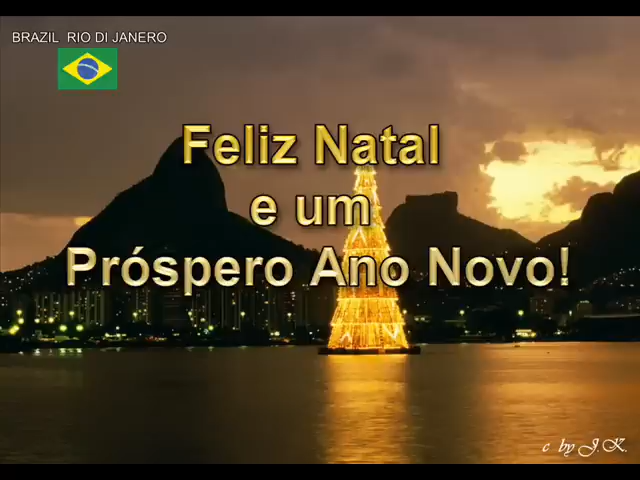 BRAZIL RIO DI JANERO
Feliz Natal
e um
Próspero Ano Novo!
c by J.K.